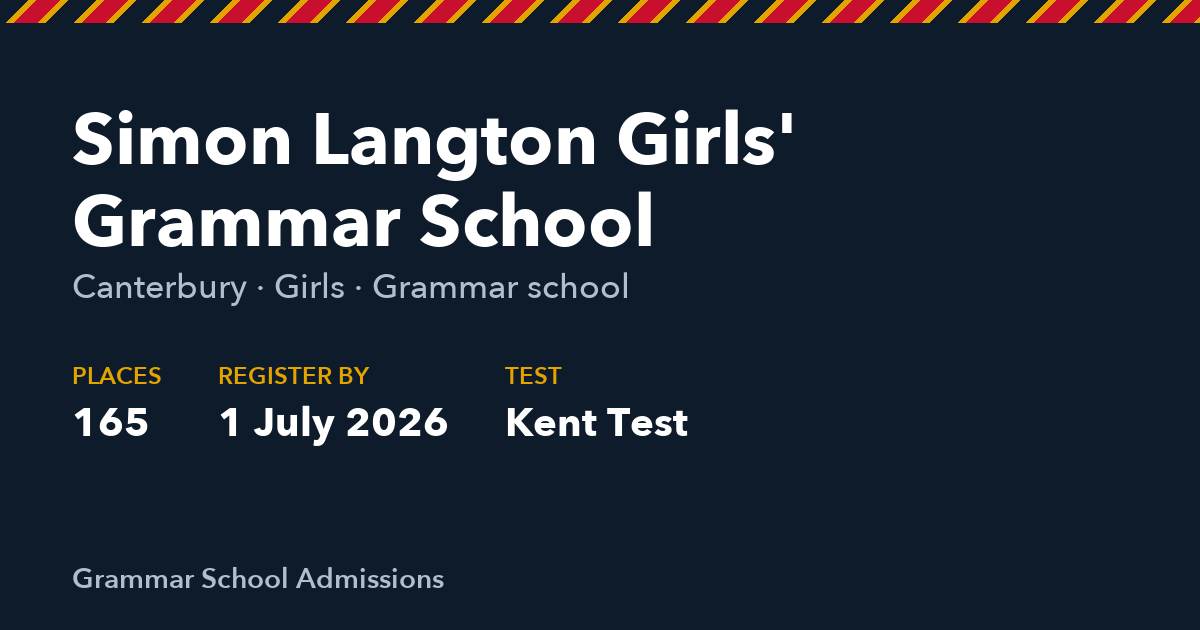 Simon Langton Girls'
Grammar School
Canterbury · Girls · Grammar school
PLACES REGISTER BY TEST
165 1 July 2026 Kent Test
Grammar School Admissions